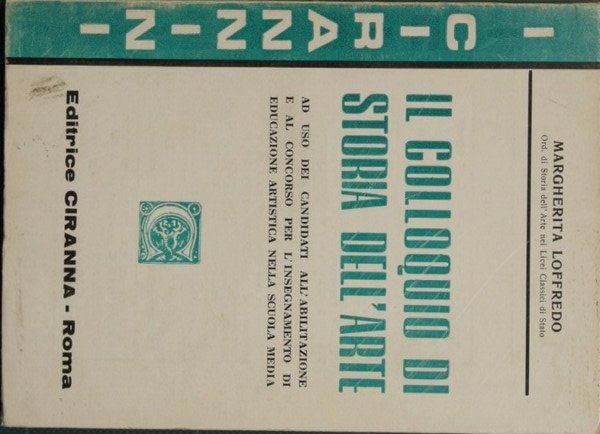 I CIRANNINI
MARGHERITA LOFFREDO
Ord. di Storia dell'Arte nei Licei Classici di Stato
IL COLLOQUIO DI
STORIA DELL'ARTE
AD USO DEI CANDIDATI ALL'ABILITAZIONE
E AL CONCORSO PER L'INSEGNAMENTO DI
EDUCAZIONE ARTISTICA NELLA SCUOLA MEDIA
Editrice CIRANNA - Roma